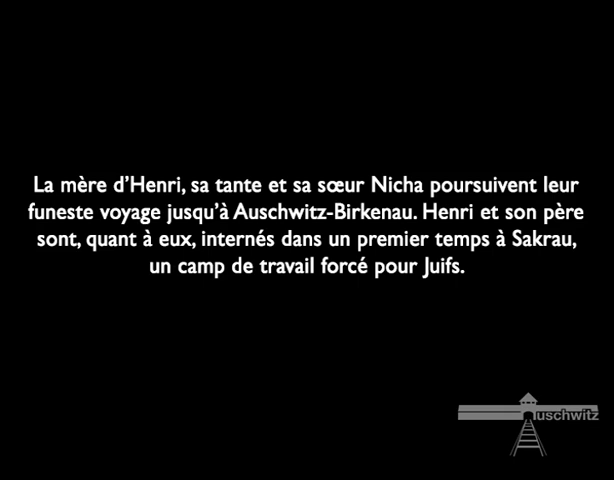 La mère d'Henri, sa tante et sa sœur Nicha poursuivent leur
funeste voyage jusqu'à Auschwitz-Birkenau. Henri et son père
sont, quant à eux, internés dans un premier temps à Sakrau,
un camp de travail forcé pour Juifs.
uschwitz